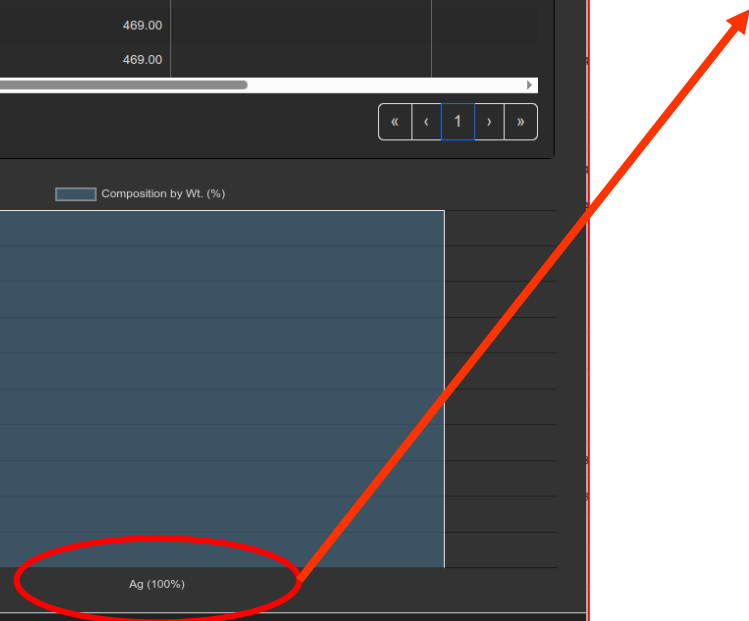 469.00
469.00
« ‹ 1 › »
Composition by Wt. (%)
Ag (100%)